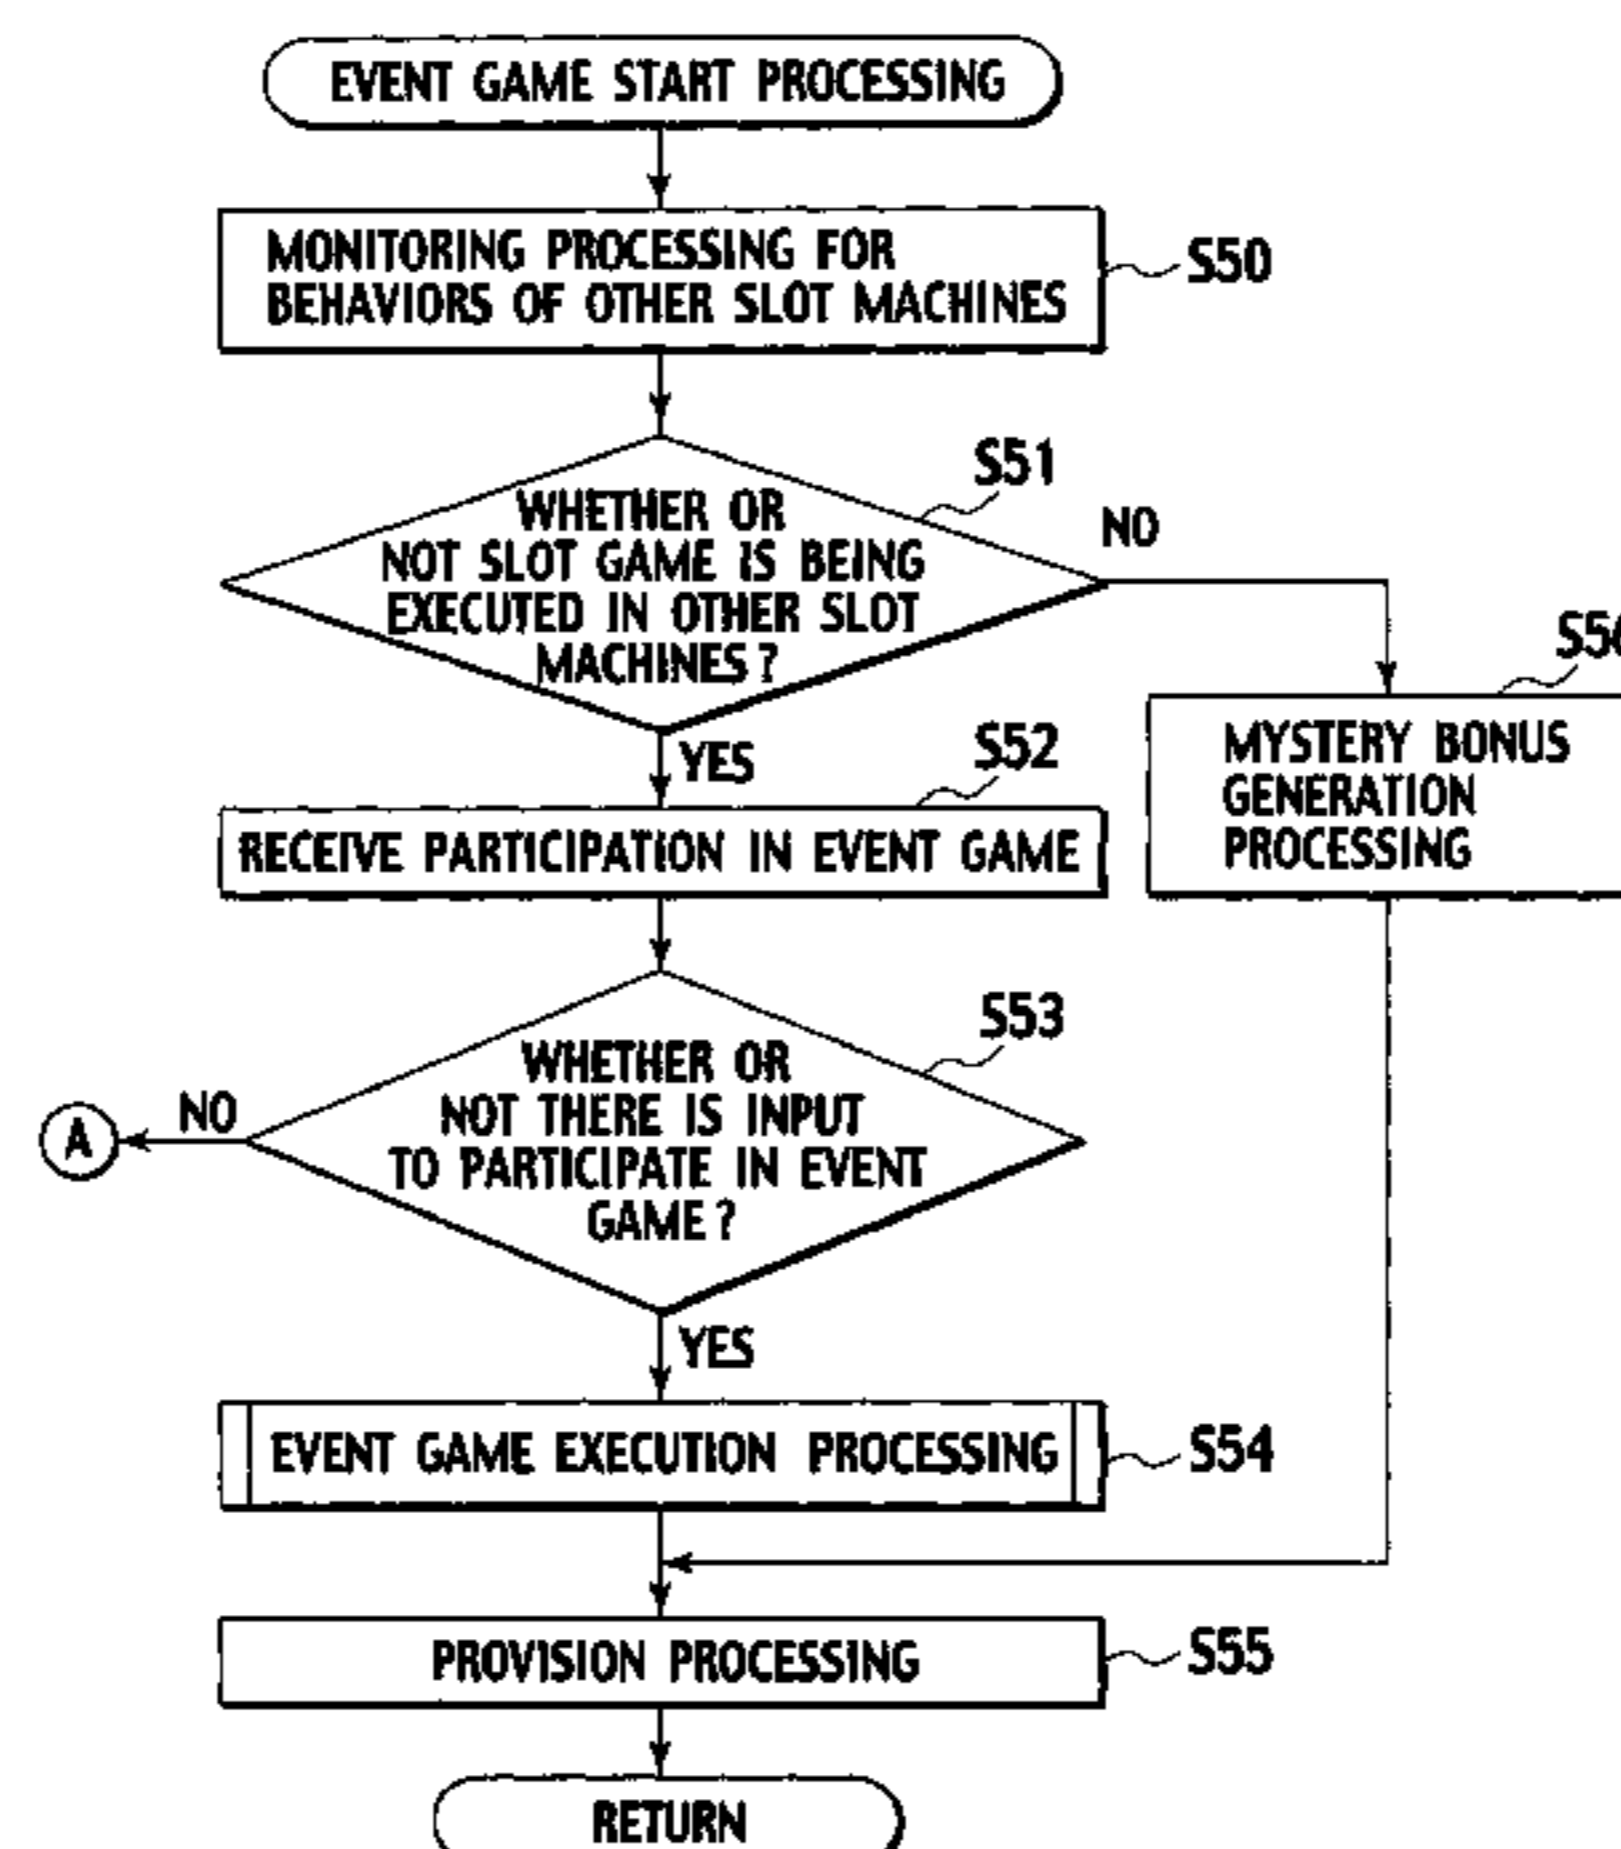 EVENT GAME START PROCESSING
MONITORING PROCESSING FOR
BEHAVIORS OF OTHER SLOT MACHINES
S50
S51
WHETHER OR
NOT SLOT GAME IS BEING
EXECUTED IN OTHER SLOT
MACHINES?
NO
YES
S52
RECEIVE PARTICIPATION IN EVENT GAME
MYSTERY BONUS
GENERATION
PROCESSING
S53
WHETHER OR
NOT THERE IS INPUT
TO PARTICIPATE IN EVENT
GAME?
NO
A
YES
EVENT GAME EXECUTION PROCESSING
S54
PROVISION PROCESSING
S55
RETURN